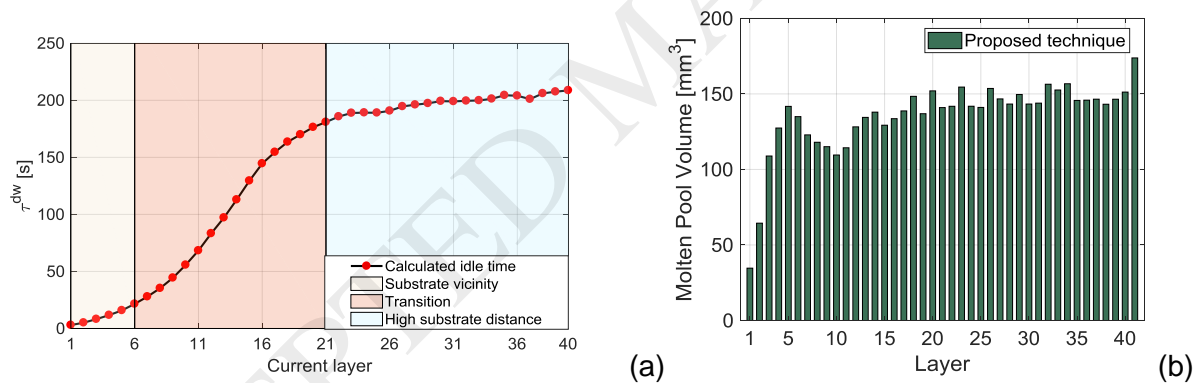 250
200
150
100
50
0
τ^dw [s]
1 6 11 16 21 26 31 36 40
Current layer
Calculated idle time
Substrate vicinity
Transition
High substrate distance
(a)
200
150
100
50
0
Molten Pool Volume [mm^3]
Proposed technique
1 5 10 15 20 25 30 35 40
Layer
(b)